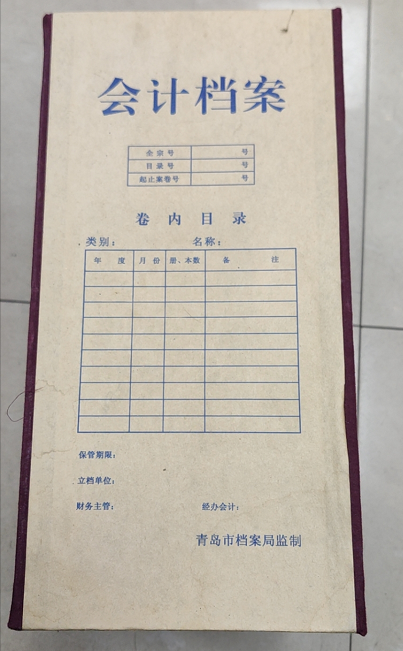 会计档案
全宗号 号
目录号 号
起止案卷号 号
卷内目录
类别： 名称：
年度 月份 册、本数 备注
保管期限：
立档单位：
财务主管： 经办会计：
青岛市档案局监制